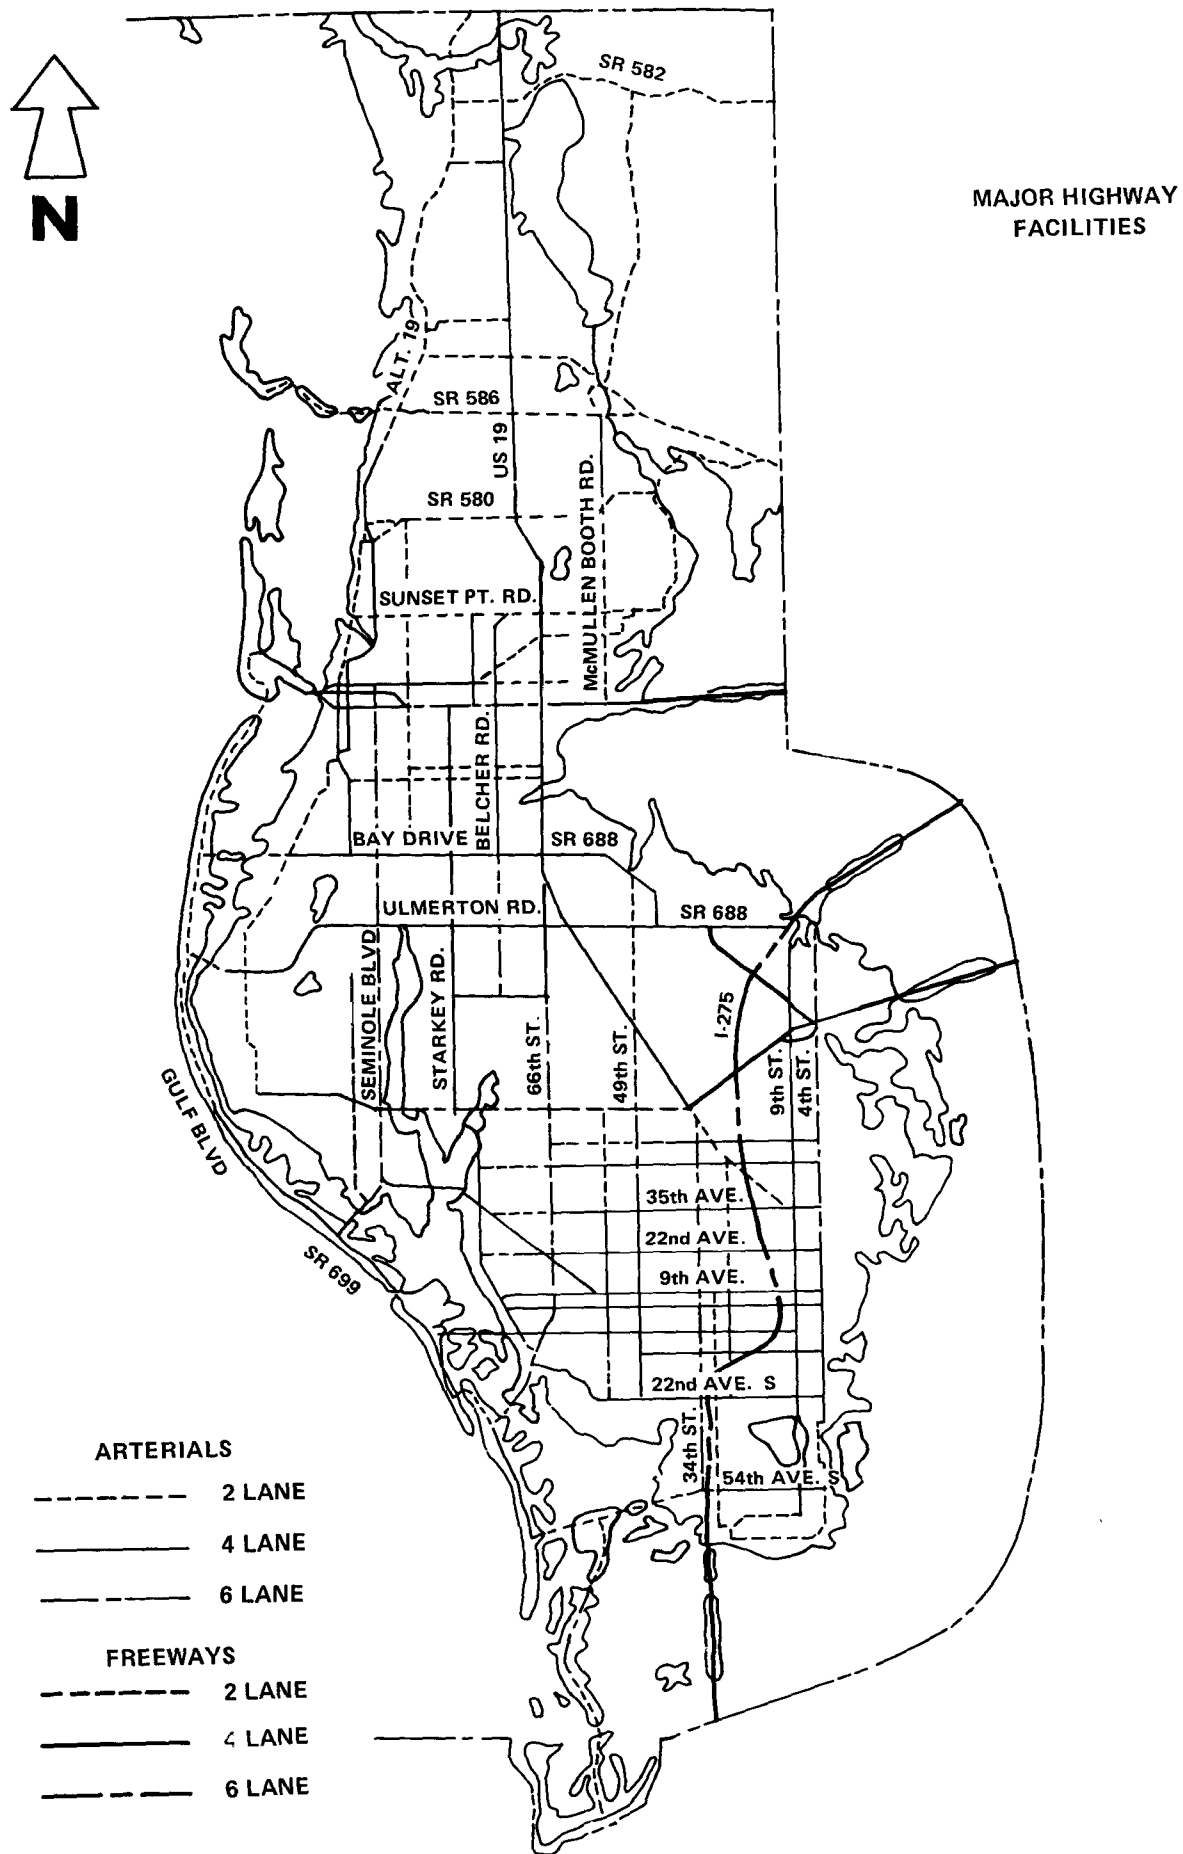 SR 582
N
MAJOR HIGHWAY
FACILITIES
ALT. 19
SR 586
US 19
SR 580
McMULLEN BOOTH RD.
SUNSET PT. RD.
BELCHER RD.
BAY DRIVE
SR 688
ULMERTON RD.
SR 688
SEMINOLE BLVD
STARKEY RD.
I-275
66th ST.
49th ST.
9th ST.
4th ST.
GULF BLVD
35th AVE.
22nd AVE.
SR 699
9th AVE.
22nd AVE. S
34th ST.
54th AVE. S
ARTERIALS
2 LANE
4 LANE
6 LANE
FREEWAYS
2 LANE
4 LANE
6 LANE